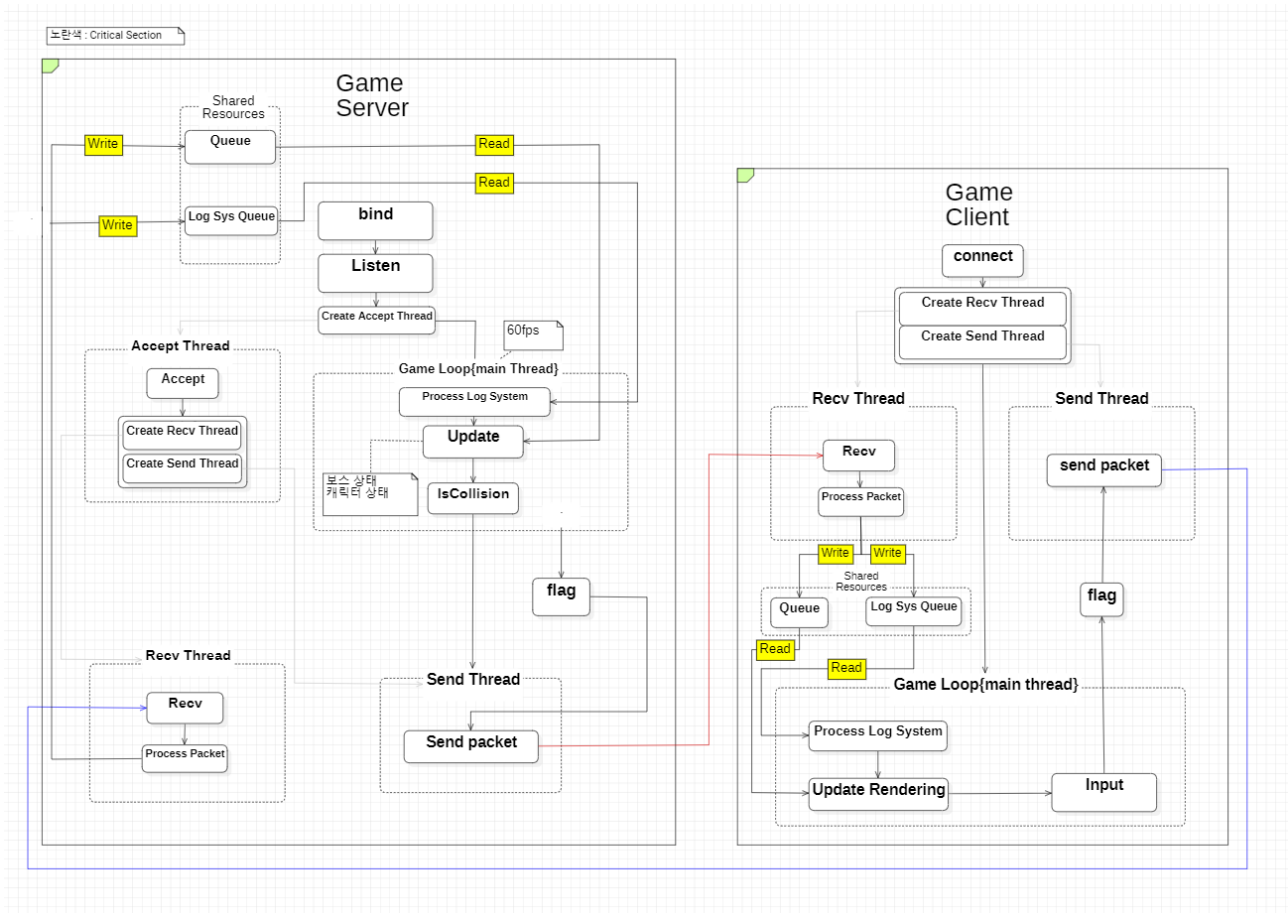 노란색 : Critical Section
Game
Server
Shared
Resources
Write
Queue
Read
Read
Write
Log Sys Queue
bind
Listen
Create Accept Thread
60fps
Accept Thread
Accept
Create Recv Thread
Create Send Thread
Game Loop{main Thread}
Process Log System
Update
보스 상태
캐릭터 상태
IsCollision
flag
Recv Thread
Recv
Process Packet
Send Thread
Send packet
Game
Client
connect
Create Recv Thread
Create Send Thread
Recv Thread
Recv
Process Packet
Send Thread
send packet
Write
Write
Shared
Resources
Queue
Log Sys Queue
flag
Read
Read
Game Loop{main thread}
Process Log System
Update Rendering
Input